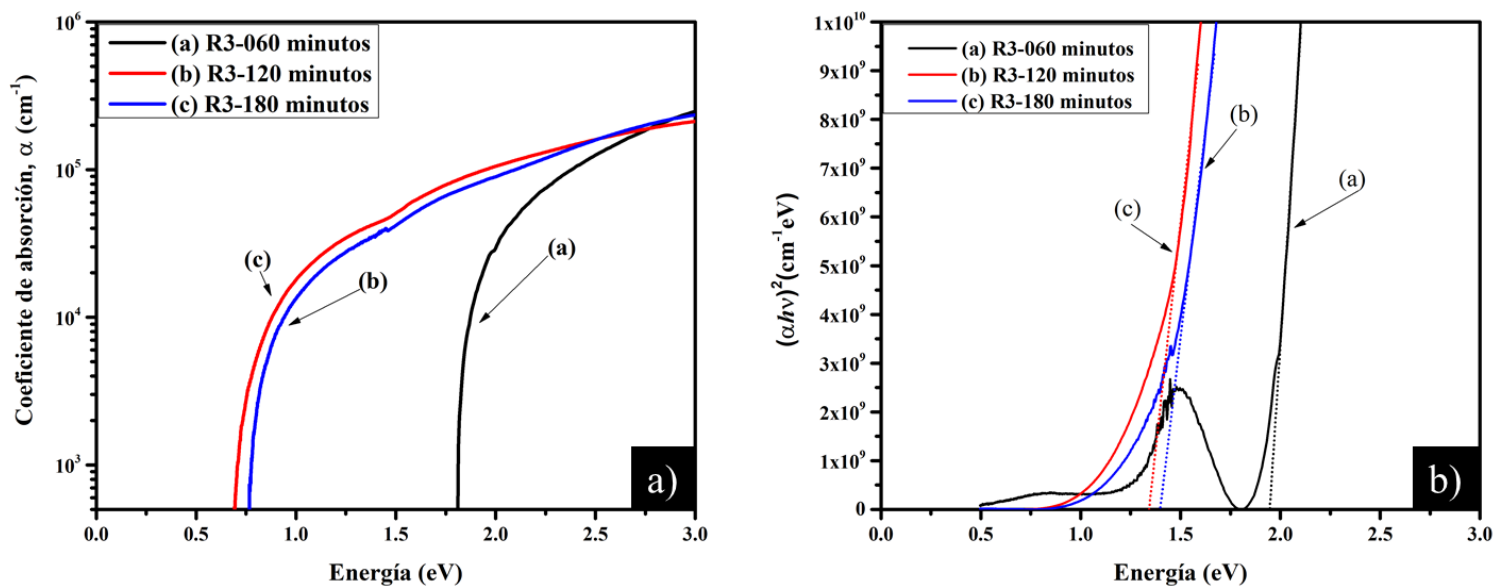 (a) R3-060 minutos
(b) R3-120 minutos
(c) R3-180 minutos
Coeficiente de absorción, α (cm⁻¹)
10⁶
10⁵
10⁴
10³
(c)
(b)
(a)
a)
0.0 0.5 1.0 1.5 2.0 2.5 3.0
Energía (eV)
(a) R3-060 minutos
(b) R3-120 minutos
(c) R3-180 minutos
(αhν)²(cm⁻¹eV)
1x10¹⁰
9x10⁹
8x10⁹
7x10⁹
6x10⁹
5x10⁹
4x10⁹
3x10⁹
2x10⁹
1x10⁹
0
(b)
(a)
(c)
b)
0.0 0.5 1.0 1.5 2.0 2.5 3.0
Energía (eV)